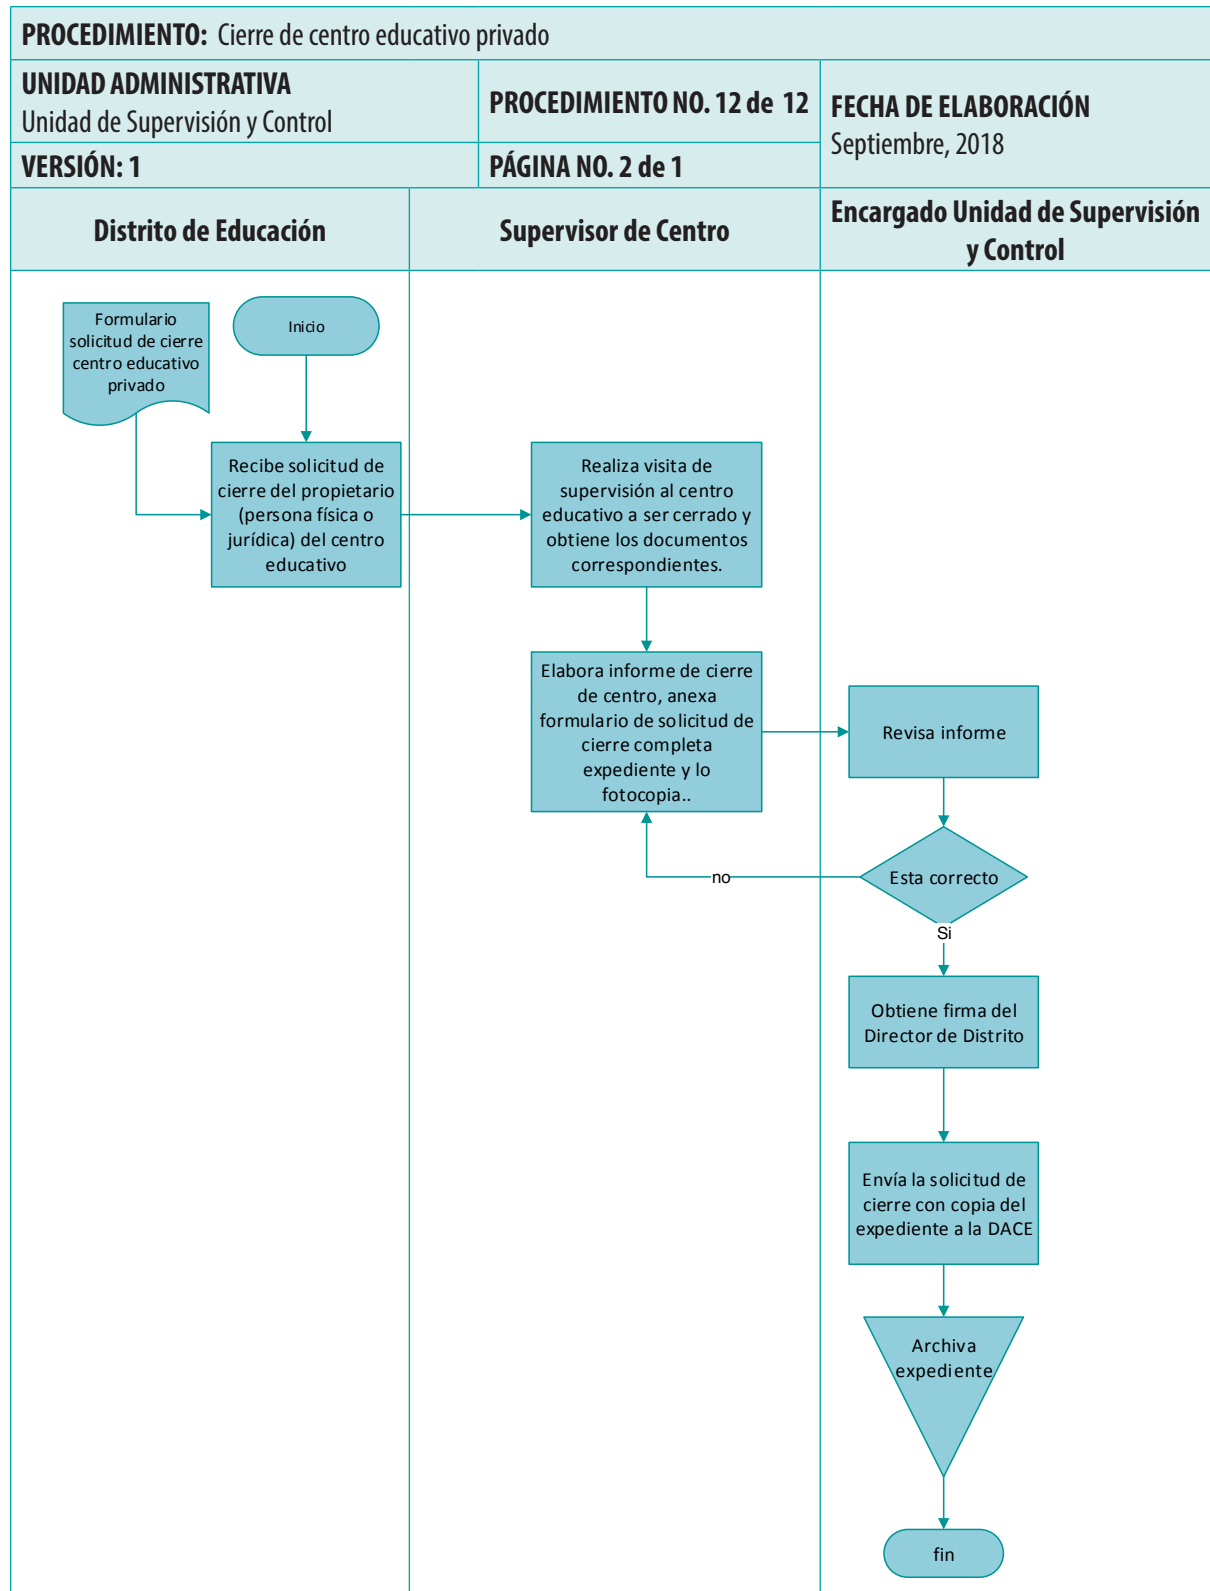 PROCEDIMIENTO: Cierre de centro educativo privado
UNIDAD ADMINISTRATIVA
Unidad de Supervisión y Control
PROCEDIMIENTO NO. 12 de 12
FECHA DE ELABORACIÓN
Septiembre, 2018
VERSIÓN: 1
PÁGINA NO. 2 de 1
Distrito de Educación
Supervisor de Centro
Encargado Unidad de Supervisión
y Control
Formulario
solicitud de cierre
centro educativo
privado
Inicio
Recibe solicitud de
cierre del propietario
(persona física o
jurídica) del centro
educativo
Realiza visita de
supervisión al centro
educativo a ser cerrado y
obtiene los documentos
correspondientes.
Elabora informe de cierre
de centro, anexa
formulario de solicitud de
cierre completa
expediente y lo
fotocopia..
Revisa informe
Esta correcto
no
Si
Obtiene firma del
Director de Distrito
Envía la solicitud de
cierre con copia del
expediente a la DACE
Archiva
expediente
fin